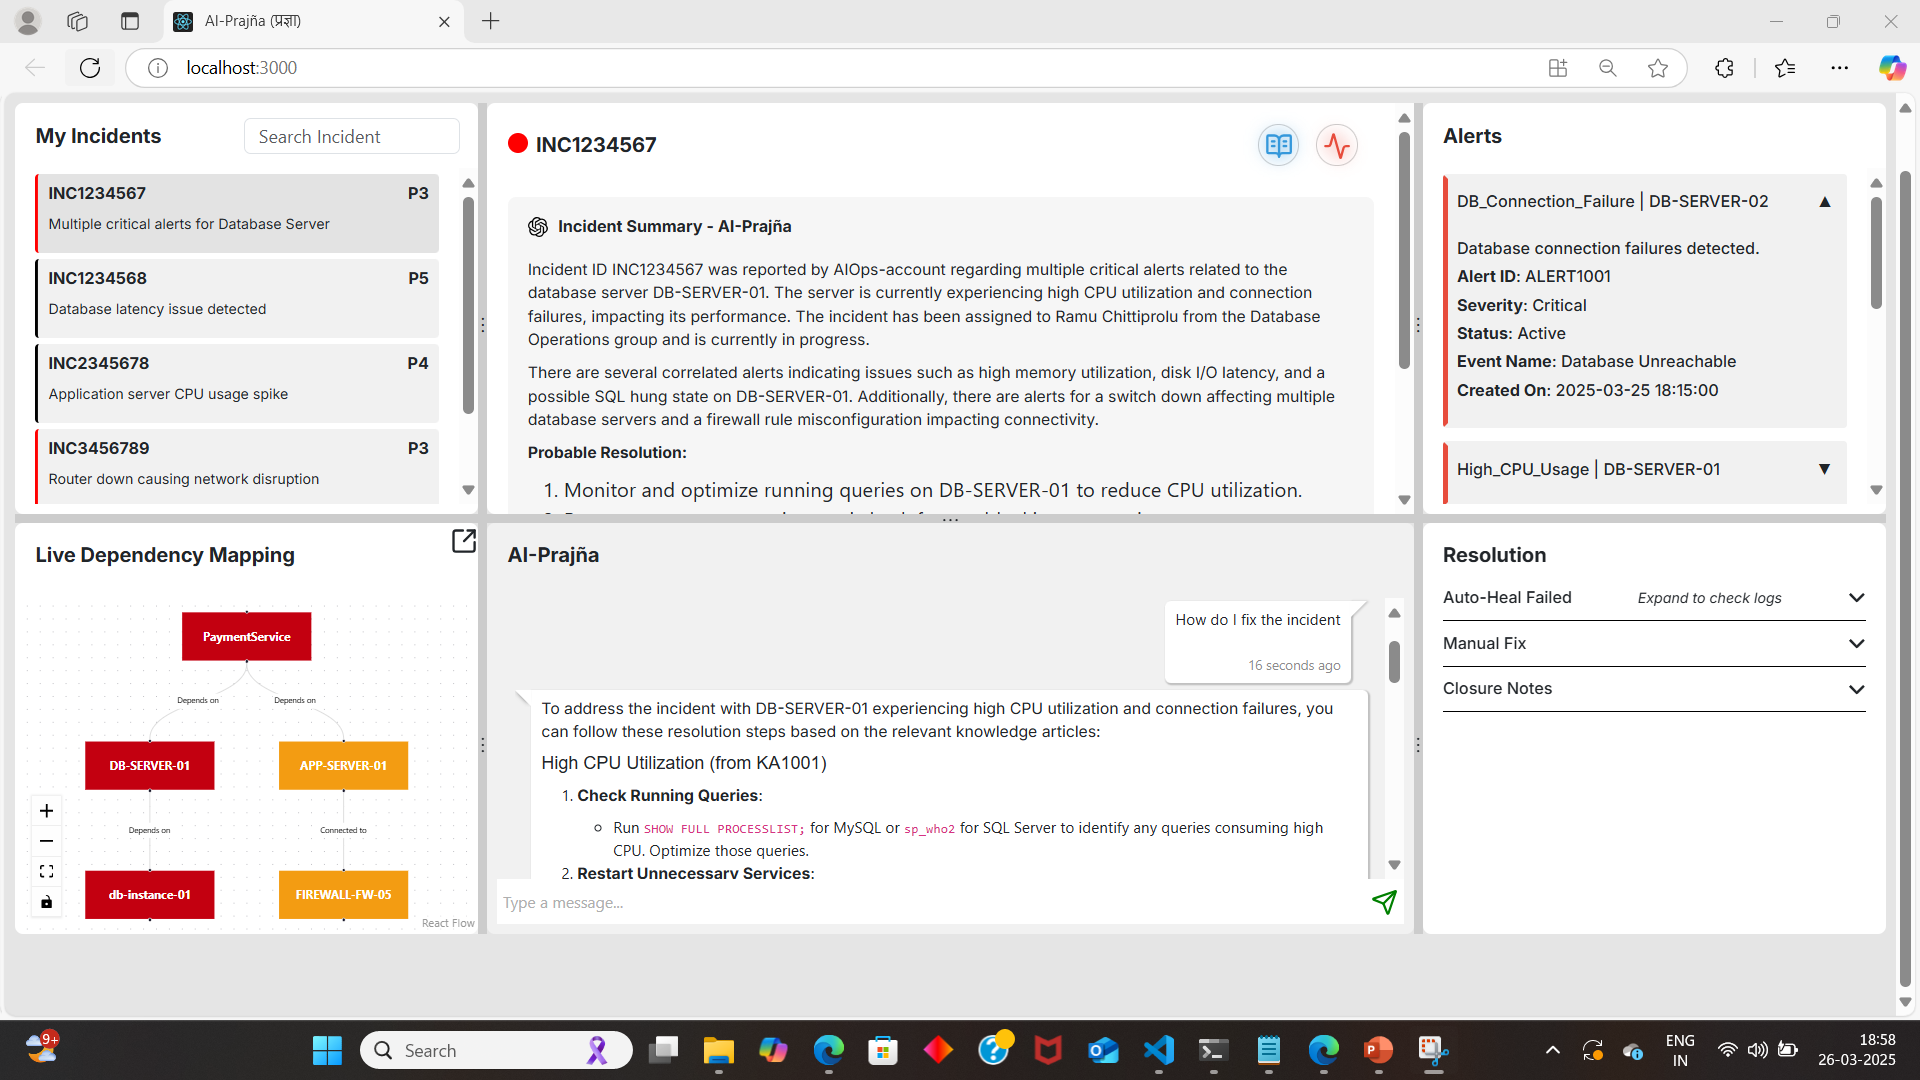 AI-Prajña (प्रज्ञा)
localhost:3000
My Incidents
Search Incident
INC1234567 P3
Multiple critical alerts for Database Server
INC1234568 P5
Database latency issue detected
INC2345678 P4
Application server CPU usage spike
INC3456789 P3
Router down causing network disruption
INC1234567
Incident Summary - AI-Prajña
Incident ID INC1234567 was reported by AIOps-account regarding multiple critical alerts related to the
database server DB-SERVER-01. The server is currently experiencing high CPU utilization and connection
failures, impacting its performance. The incident has been assigned to Ramu Chittiprolu from the Database
Operations group and is currently in progress.
There are several correlated alerts indicating issues such as high memory utilization, disk I/O latency, and a
possible SQL hung state on DB-SERVER-01. Additionally, there are alerts for a switch down affecting multiple
database servers and a firewall rule misconfiguration impacting connectivity.
Probable Resolution:
1. Monitor and optimize running queries on DB-SERVER-01 to reduce CPU utilization.
Alerts
DB_Connection_Failure | DB-SERVER-02 ▲
Database connection failures detected.
Alert ID: ALERT1001
Severity: Critical
Status: Active
Event Name: Database Unreachable
Created On: 2025-03-25 18:15:00
High_CPU_Usage | DB-SERVER-01 ▼
Live Dependency Mapping
PaymentService
Depends on Depends on
DB-SERVER-01 APP-SERVER-01
Depends on Connected to
db-instance-01 FIREWALL-FW-05
React Flow
AI-Prajña
How do I fix the incident
16 seconds ago
To address the incident with DB-SERVER-01 experiencing high CPU utilization and connection failures, you
can follow these resolution steps based on the relevant knowledge articles:
High CPU Utilization (from KA1001)
1. Check Running Queries:
Run SHOW FULL PROCESSLIST; for MySQL or sp_who2 for SQL Server to identify any queries consuming high
CPU. Optimize those queries.
2. Restart Unnecessary Services:
Type a message...
Resolution
Auto-Heal Failed Expand to check logs
Manual Fix
Closure Notes
9+
Search
ENG
IN
18:58
26-03-2025